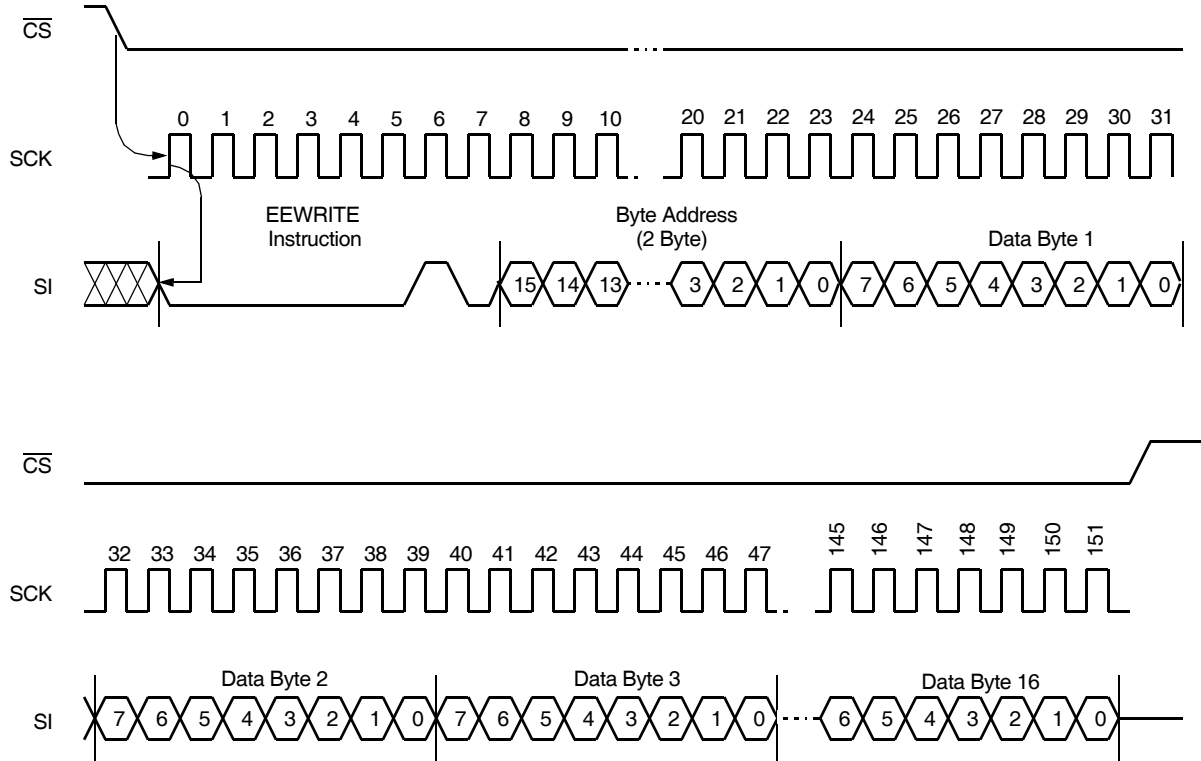 CS
0 1 2 3 4 5 6 7 8 9 10 20 21 22 23 24 25 26 27 28 29 30 31
SCK
EEWRITE
Instruction
Byte Address
(2 Byte)
Data Byte 1
SI
15 14 13 3 2 1 0 7 6 5 4 3 2 1 0
CS
32 33 34 35 36 37 38 39 40 41 42 43 44 45 46 47 145 146 147 148 149 150 151
SCK
Data Byte 2 Data Byte 3 Data Byte 16
SI
7 6 5 4 3 2 1 0 7 6 5 4 3 2 1 0 6 5 4 3 2 1 0